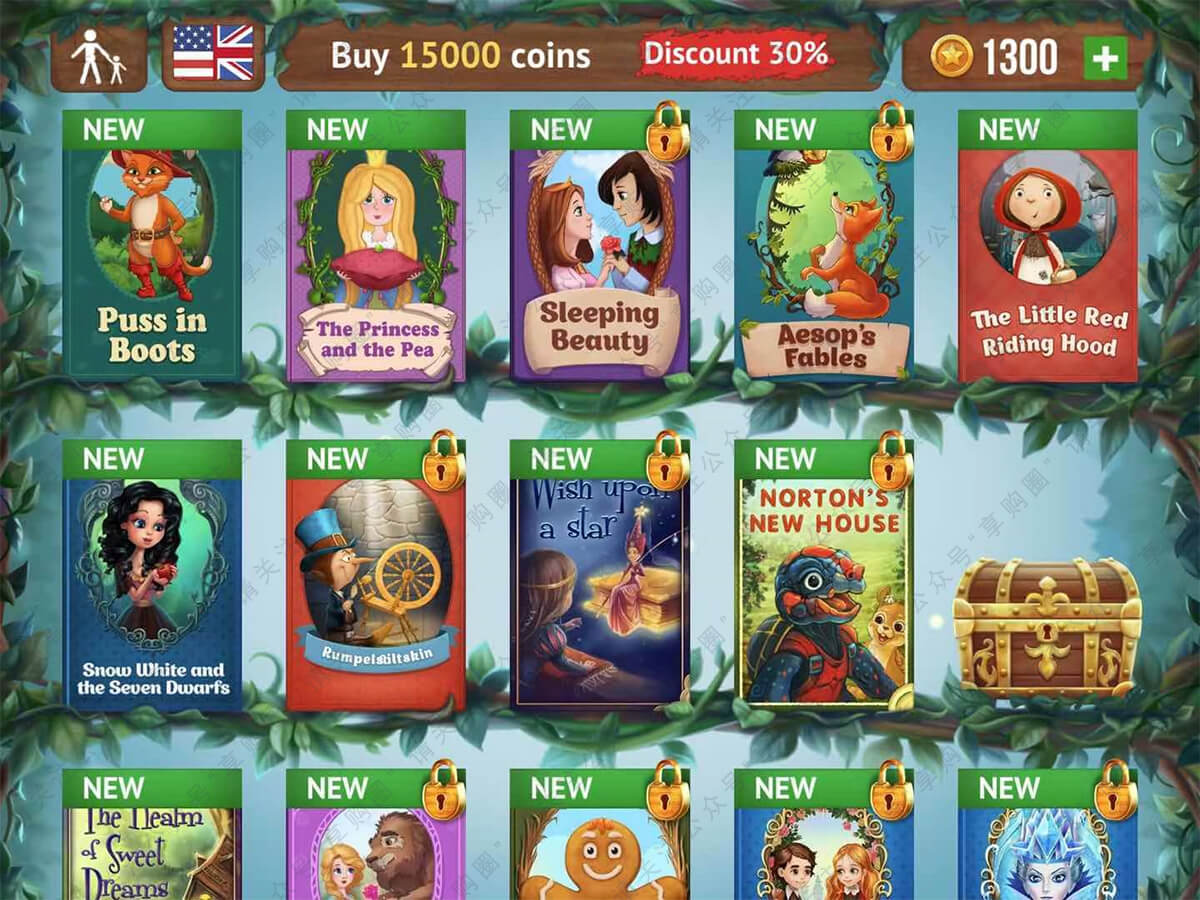 Buy 15000 coins
Discount 30%
1300
NEW
NEW
NEW
NEW
NEW
Puss in
Boots
The Princess
and the Pea
Sleeping
Beauty
Aesop's
Fables
The Little Red
Riding Hood
NEW
NEW
NEW
NEW
Snow White and
the Seven Dwarfs
Rumpelstiltskin
Wish upon
a star
NORTON'S
NEW HOUSE
NEW
NEW
NEW
NEW
NEW
The Realm
of Sweet
Dreams